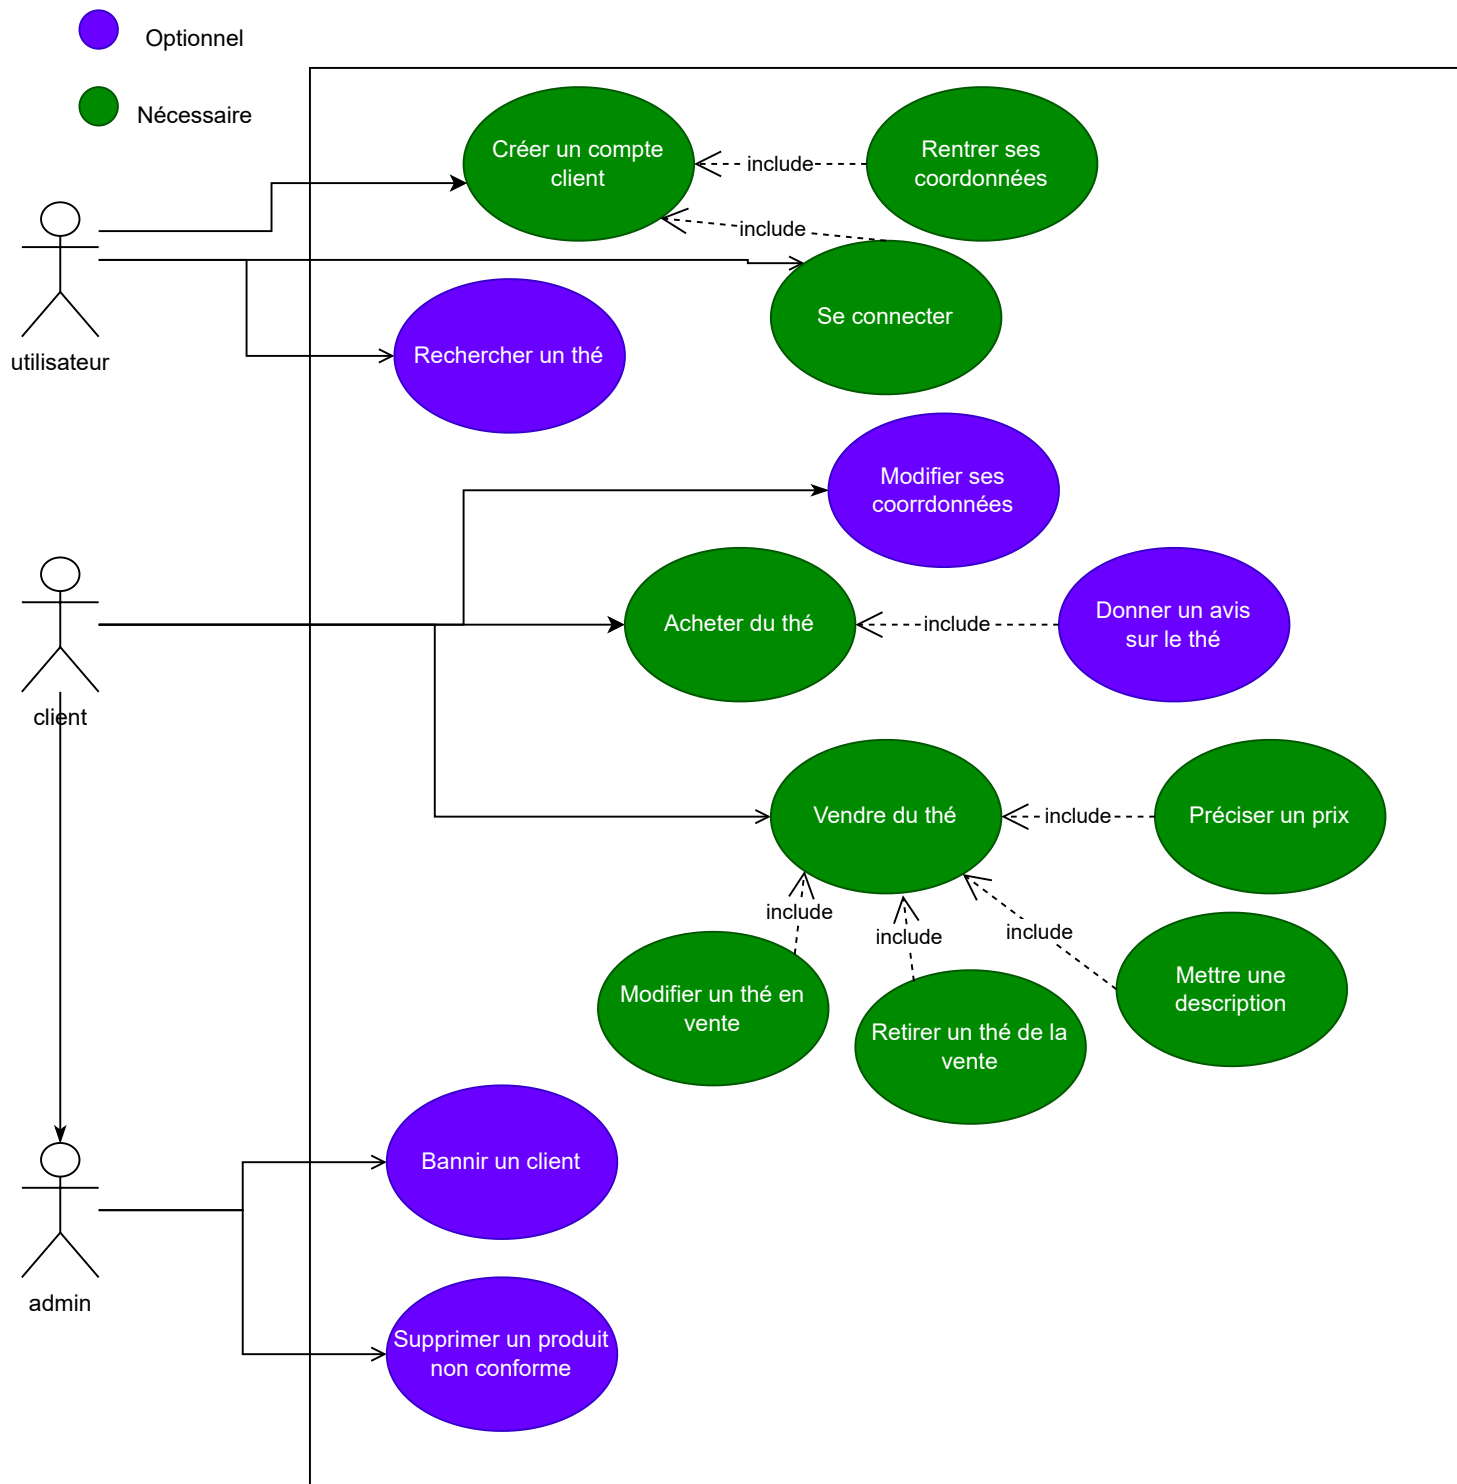 Optionnel
Nécessaire
Créer un compte
client
include
Rentrer ses
coordonnées
include
utilisateur
Se connecter
Rechercher un thé
Modifier ses
coorrdonnées
client
Acheter du thé
include
Donner un avis
sur le thé
Vendre du thé
include
Préciser un prix
include
include
include
Modifier un thé en
vente
Retirer un thé de la
vente
Mettre une
description
admin
Bannir un client
Supprimer un produit
non conforme